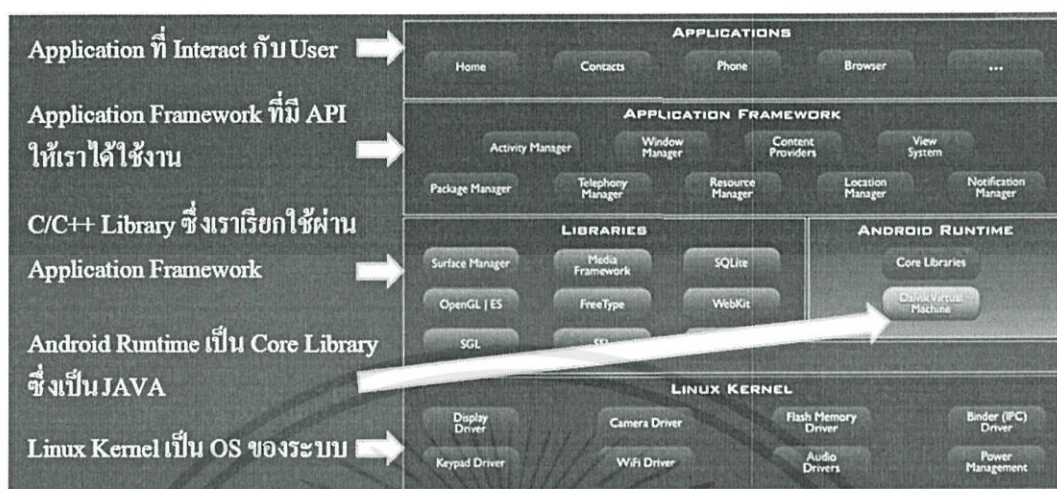 Application ที่ Interact กับ User
Application Framework ที่มี API
ให้เราได้ใช้งาน
C/C++ Library ซึ่งเราเรียกใช้ผ่าน
Application Framework
Android Runtime เป็น Core Library
ซึ่งเป็น JAVA
Linux Kernel เป็น OS ของระบบ
APPLICATIONS
Home Contacts Phone Browser ...
APPLICATION FRAMEWORK
Activity Manager Window Manager Content Providers View System
Package Manager Telephony Manager Resource Manager Location Manager Notification Manager
LIBRARIES
Surface Manager Media Framework SQLite
OpenGL | ES FreeType WebKit
SGL
ANDROID RUNTIME
Core Libraries
Dalvik Virtual Machine
LINUX KERNEL
Display Driver Camera Driver Flash Memory Driver Binder (IPC) Driver
Keypad Driver WiFi Driver Audio Drivers Power Management